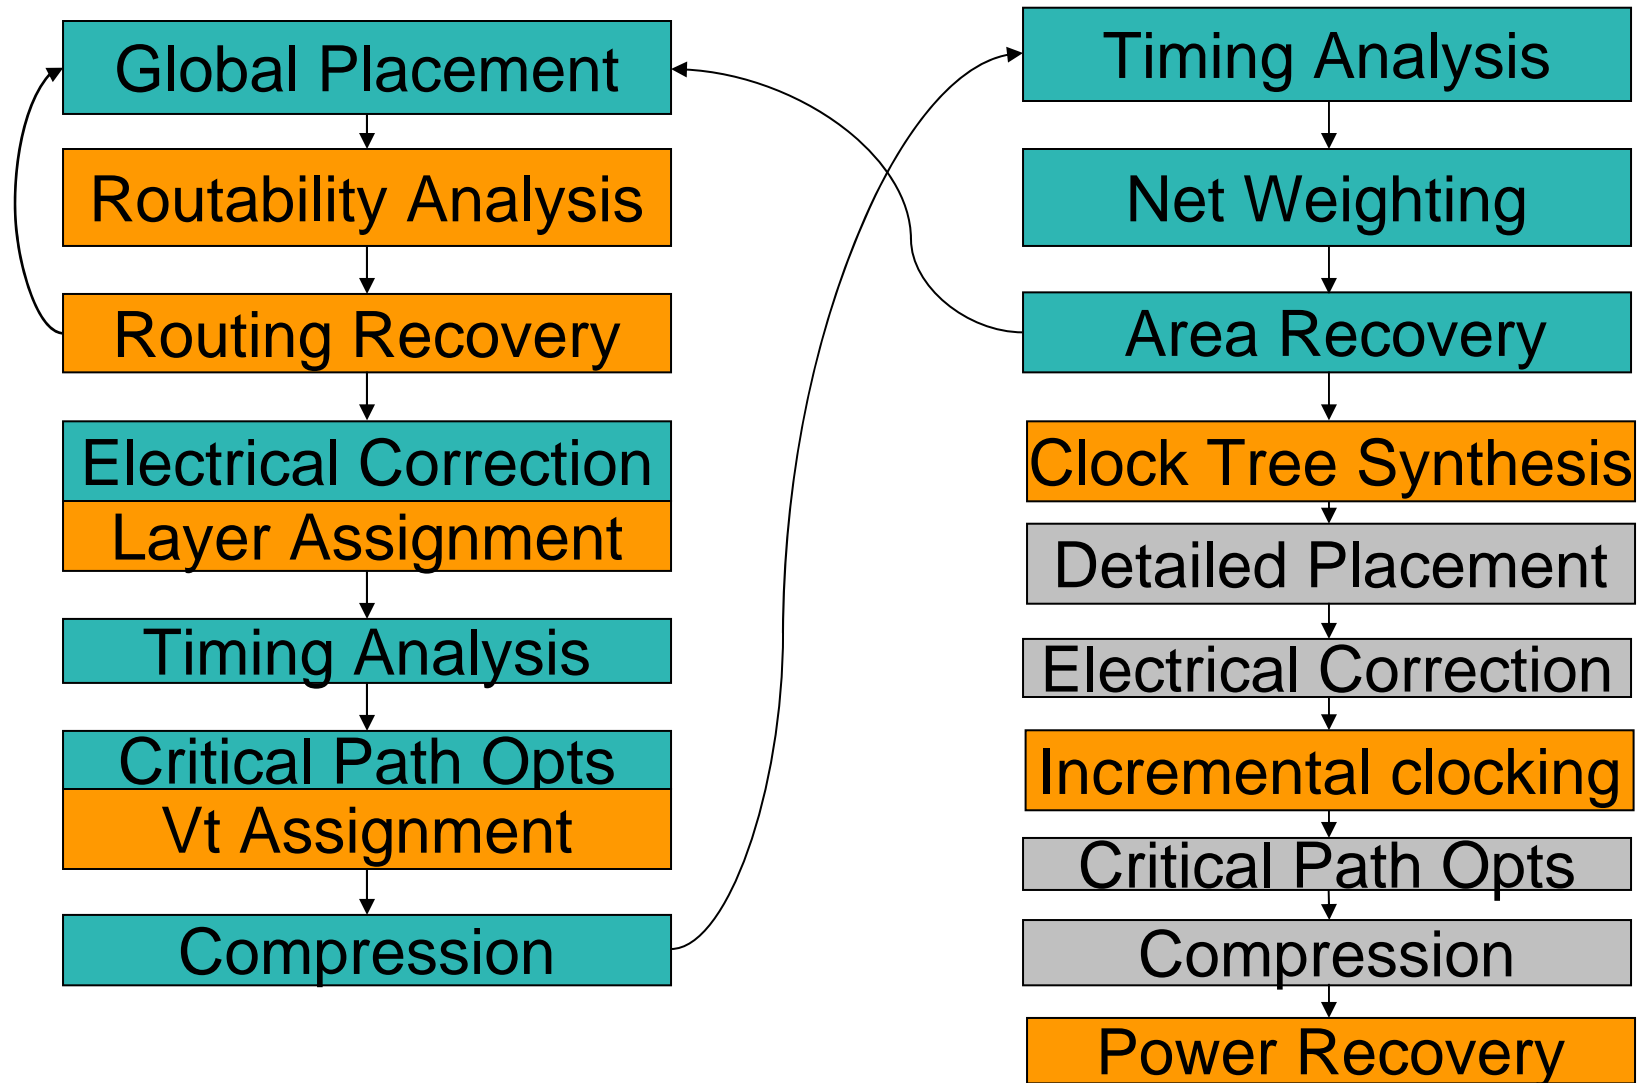 Global Placement
Routability Analysis
Routing Recovery
Electrical Correction
Layer Assignment
Timing Analysis
Critical Path Opts
Vt Assignment
Compression
Timing Analysis
Net Weighting
Area Recovery
Clock Tree Synthesis
Detailed Placement
Electrical Correction
Incremental clocking
Critical Path Opts
Compression
Power Recovery